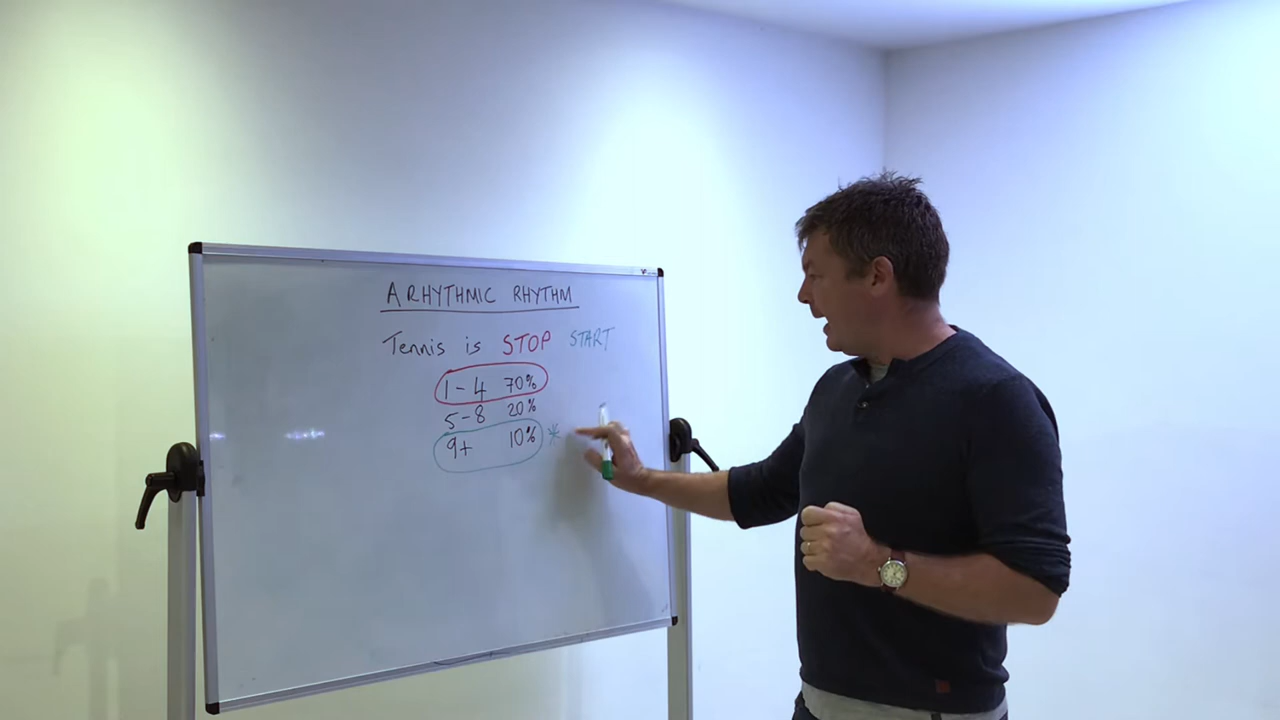 ARHYTHMIC RHYTHM
Tennis is STOP START
1-4 70%
5-8 20%
9+ 10% *